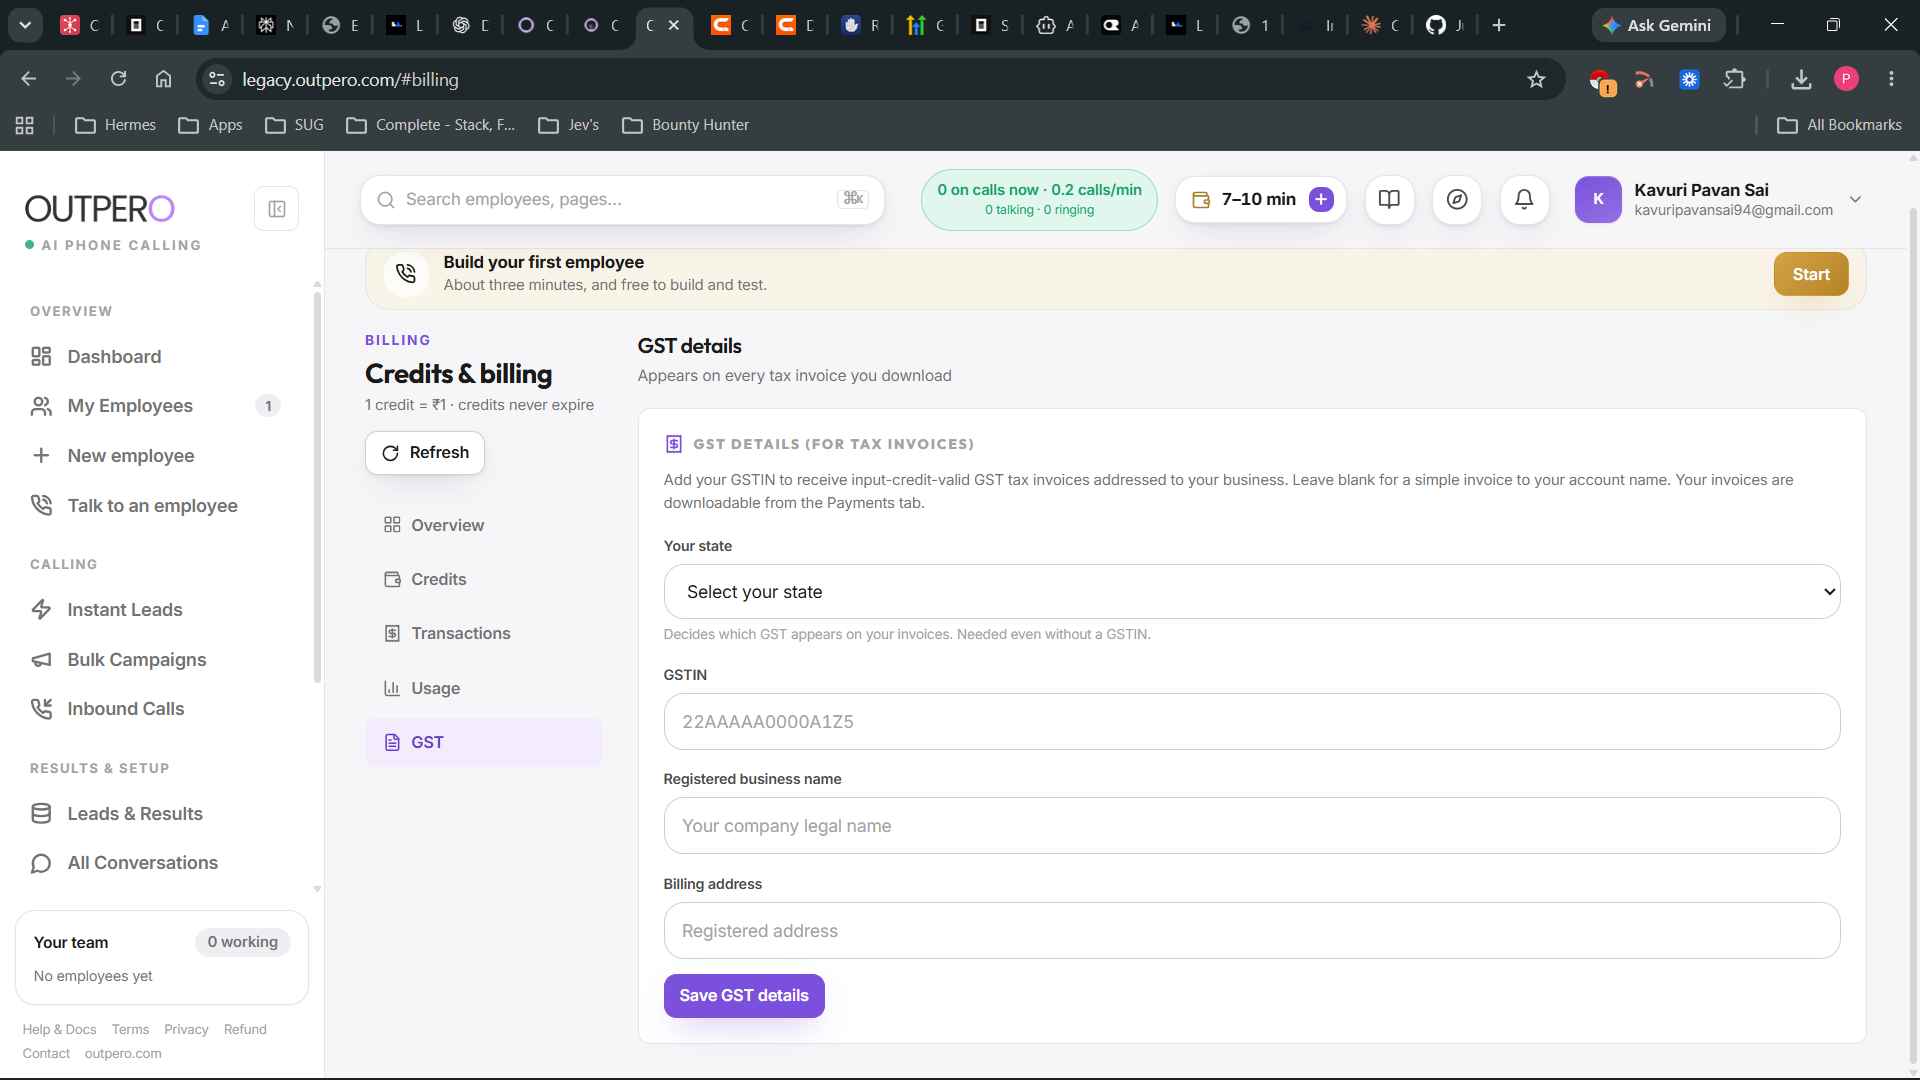 Ask Gemini
legacy.outpero.com/#billing
Hermes
Apps
SUG
Complete - Stack, F...
Jev's
Bounty Hunter
All Bookmarks
OUTPERO
AI PHONE CALLING
Search employees, pages...
⌘K
0 on calls now · 0.2 calls/min
0 talking · 0 ringing
7–10 min
K
Kavuri Pavan Sai
kavuripavansai94@gmail.com
OVERVIEW
Dashboard
My Employees
1
New employee
Talk to an employee
CALLING
Instant Leads
Bulk Campaigns
Inbound Calls
RESULTS & SETUP
Leads & Results
All Conversations
Your team
0 working
No employees yet
Help & Docs
Terms
Privacy
Refund
Contact
outpero.com
Build your first employee
About three minutes, and free to build and test.
Start
BILLING
Credits & billing
1 credit = ₹1 · credits never expire
Refresh
Overview
Credits
Transactions
Usage
GST
GST details
Appears on every tax invoice you download
GST DETAILS (FOR TAX INVOICES)
Add your GSTIN to receive input-credit-valid GST tax invoices addressed to your business. Leave blank for a simple invoice to your account name. Your invoices are
downloadable from the Payments tab.
Your state
Select your state
Decides which GST appears on your invoices. Needed even without a GSTIN.
GSTIN
22AAAAA0000A1Z5
Registered business name
Your company legal name
Billing address
Registered address
Save GST details